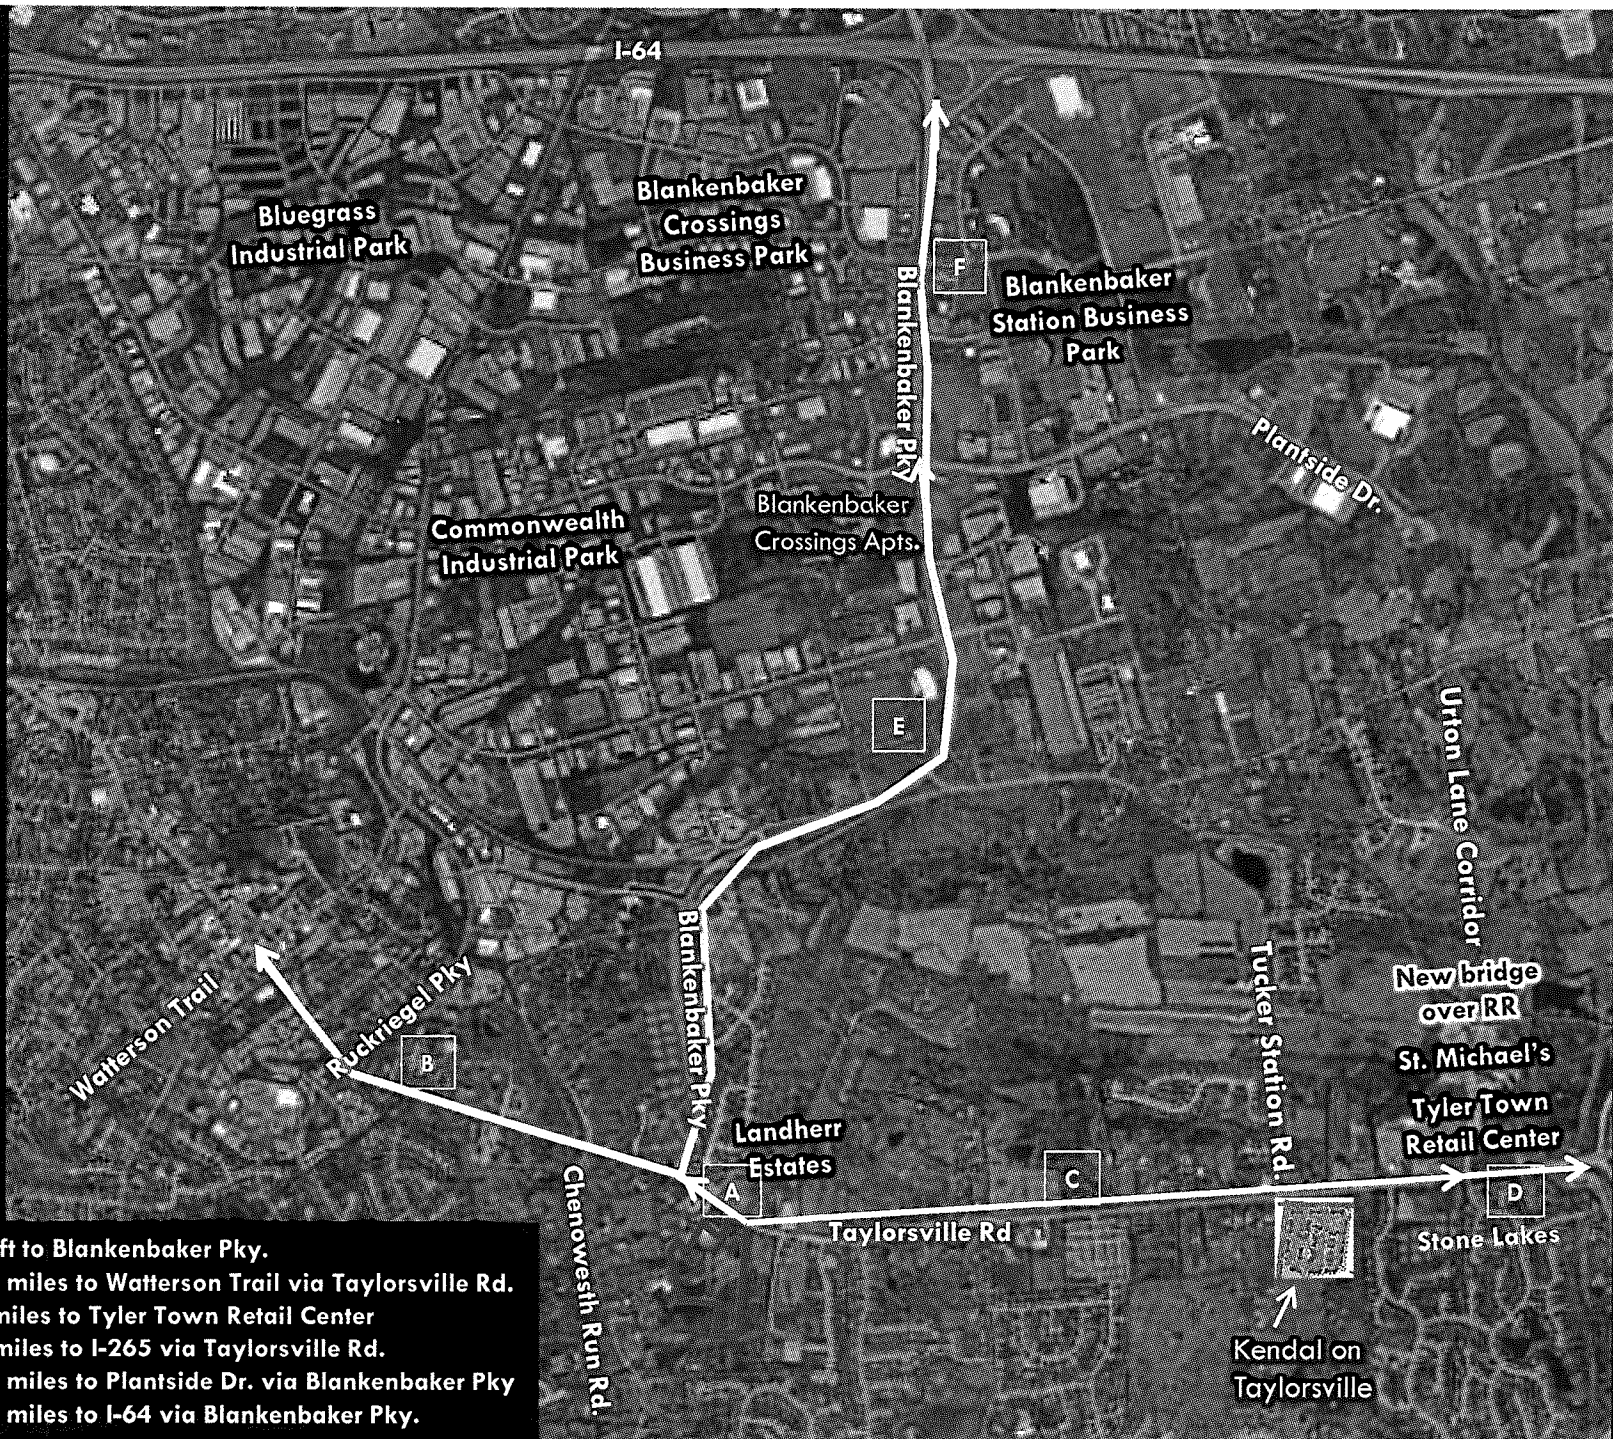 I-64
Bluegrass
Industrial Park
Blankenbaker
Crossings
Business Park
Blankenbaker Pky
F
Blankenbaker
Station Business
Park
Plantside Dr.
Blankenbaker
Crossings Apts.
Commonwealth
Industrial Park
E
Urton Lane Corridor
Blankenbaker Pky
Watterson Trail
Ruckriegel Pky
B
Tucker Station Rd.
New bridge
over RR
St. Michael's
Tyler Town
Retail Center
Landherr
Estates
A
C
D
Taylorsville Rd
Stone Lakes
Chenowesth Run Rd.
Kendal on
Taylorsville
ft to Blankenbaker Pky.
miles to Watterson Trail via Taylorsville Rd.
miles to Tyler Town Retail Center
miles to I-265 via Taylorsville Rd.
miles to Plantside Dr. via Blankenbaker Pky
miles to I-64 via Blankenbaker Pky.